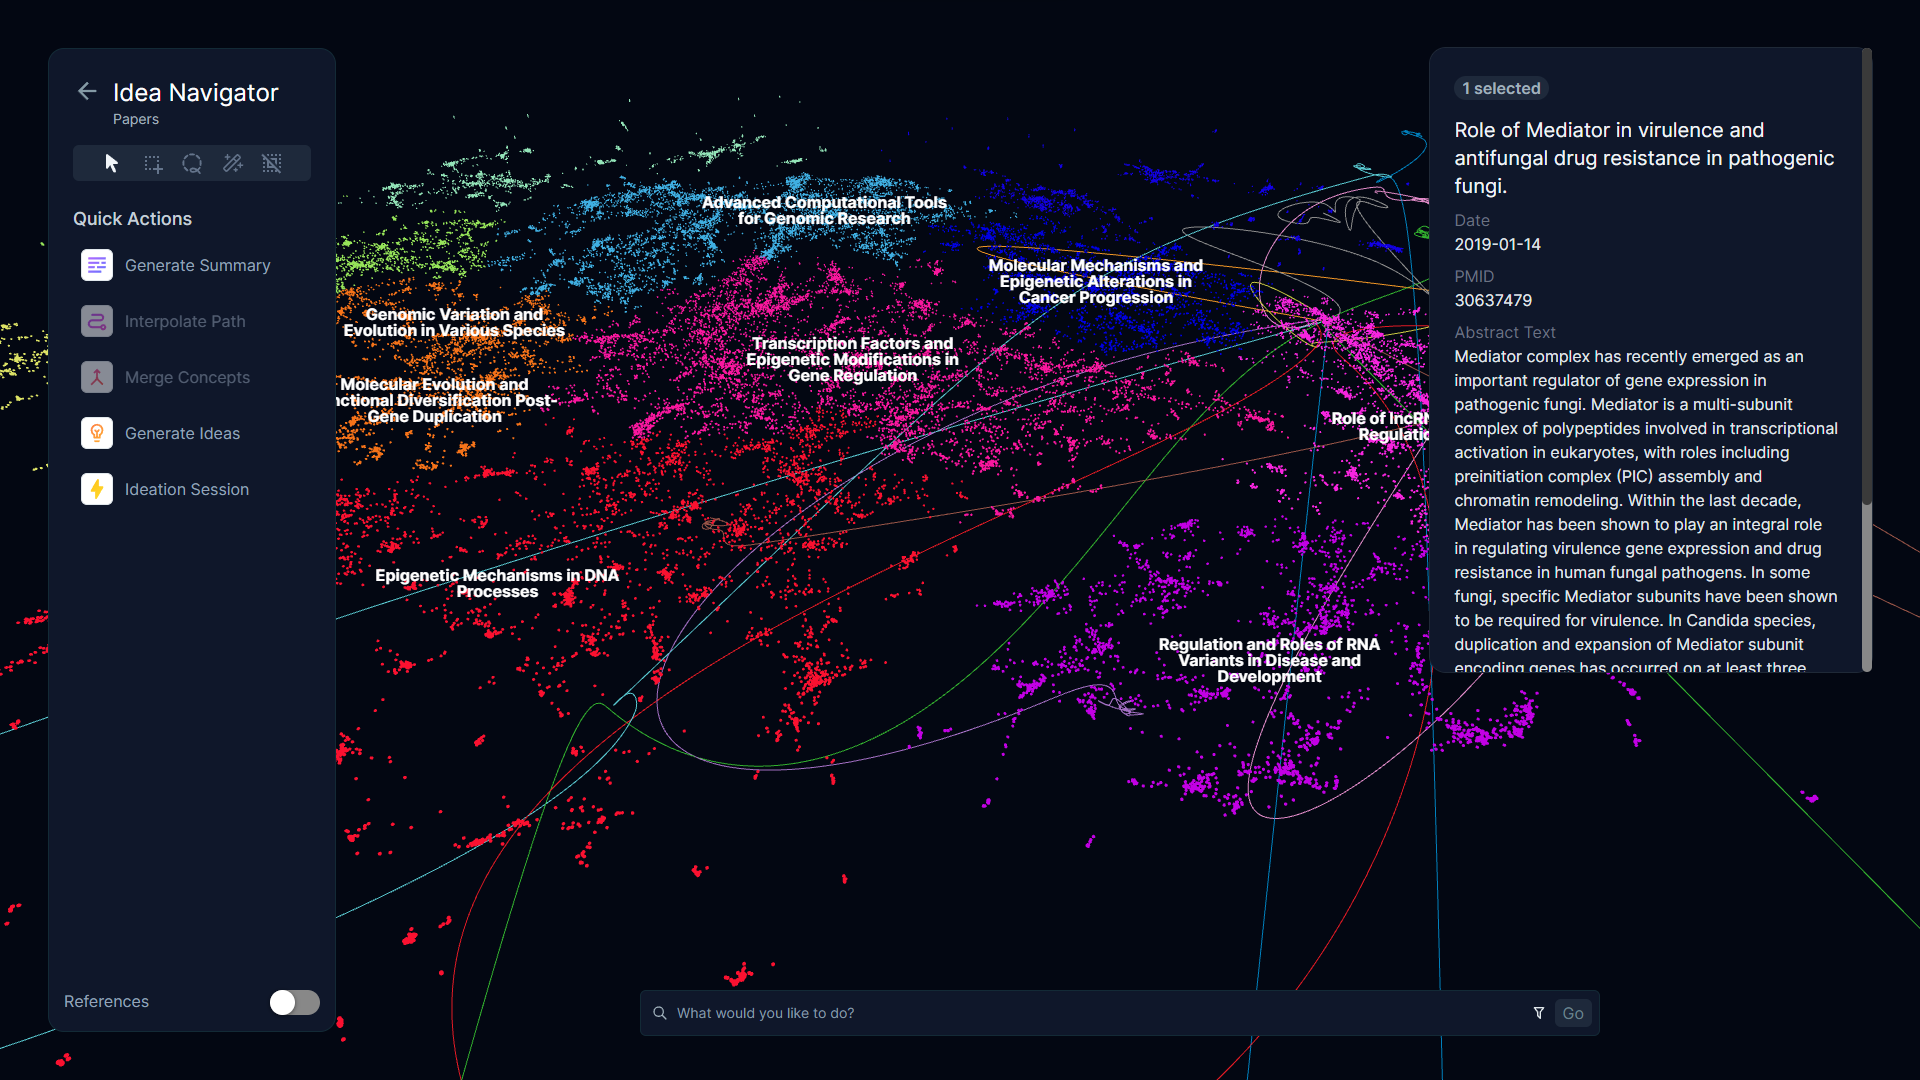 Idea Navigator
Papers
Quick Actions
Generate Summary
Interpolate Path
Merge Concepts
Generate Ideas
Ideation Session
References
Advanced Computational Tools
for Genomic Research
Molecular Mechanisms and
Epigenetic Alterations in
Cancer Progression
Genomic Variation and
Evolution in Various Species
Transcription Factors and
Epigenetic Modifications in
Gene Regulation
Molecular Evolution and
nctional Diversification Post-
Gene Duplication
Role of lncRN
Regulatio
Epigenetic Mechanisms in DNA
Processes
Regulation and Roles of RNA
Variants in Disease and
Development
What would you like to do?
Go
1 selected
Role of Mediator in virulence and
antifungal drug resistance in pathogenic
fungi.
Date
2019-01-14
PMID
30637479
Abstract Text
Mediator complex has recently emerged as an
important regulator of gene expression in
pathogenic fungi. Mediator is a multi-subunit
complex of polypeptides involved in transcriptional
activation in eukaryotes, with roles including
preinitiation complex (PIC) assembly and
chromatin remodeling. Within the last decade,
Mediator has been shown to play an integral role
in regulating virulence gene expression and drug
resistance in human fungal pathogens. In some
fungi, specific Mediator subunits have been shown
to be required for virulence. In Candida species,
duplication and expansion of Mediator subunit
encoding genes has occurred on at least three